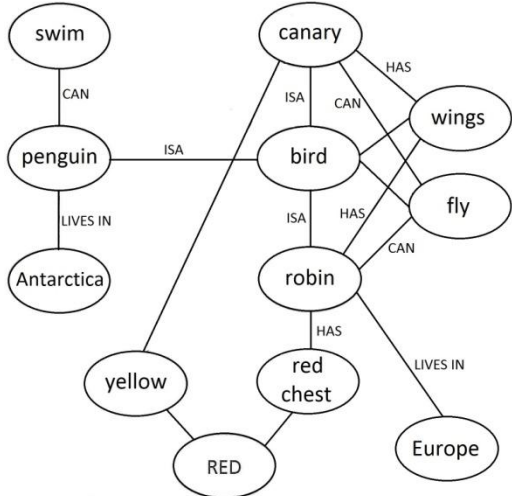 swim
canary
HAS
CAN
ISA
CAN
wings
penguin
ISA
bird
fly
LIVES IN
ISA
HAS
CAN
Antarctica
robin
HAS
LIVES IN
yellow
red
chest
RED
Europe